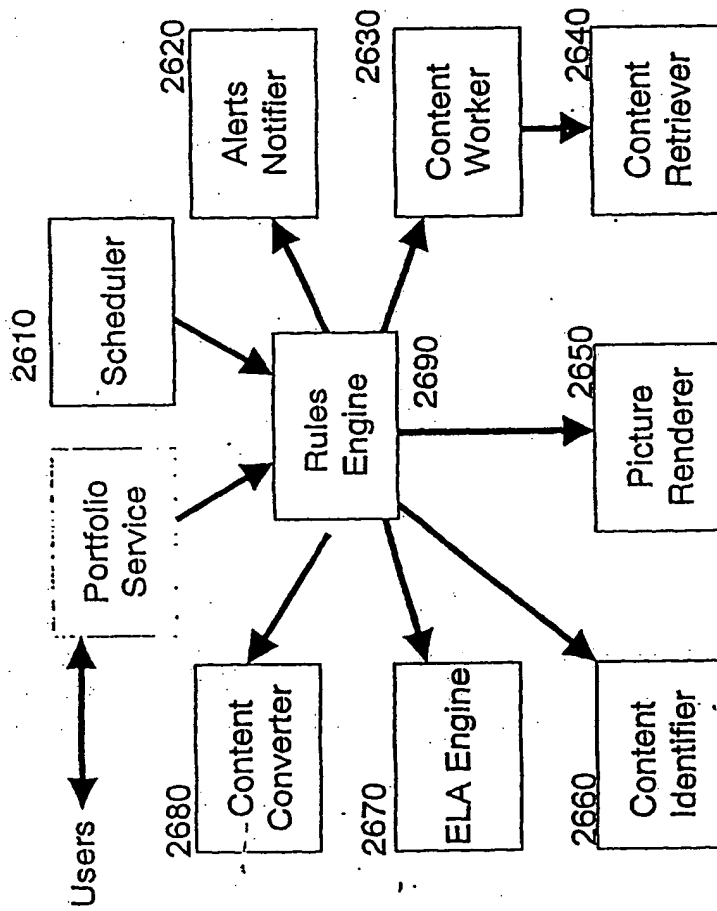 Users
Portfolio
Service
2610
Scheduler
2620
Alerts
Notifier
2680
Content
Converter
Rules
Engine
2690
2630
Content
Worker
2670
ELA Engine
2660
Content
Identifier
2650
Picture
Renderer
2640
Content
Retriever